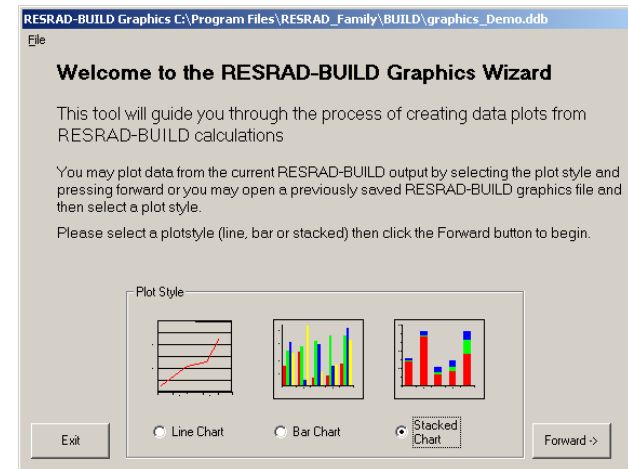 RESRAD-BUILD Graphics C:\Program Files\RESRAD_Family\BUILD\graphics_Demo.ddb
File
Welcome to the RESRAD-BUILD Graphics Wizard
This tool will guide you through the process of creating data plots from
RESRAD-BUILD calculations
You may plot data from the current RESRAD-BUILD output by selecting the plot style and
pressing forward or you may open a previously saved RESRAD-BUILD graphics file and
then select a plot style.
Please select a plotstyle (line, bar or stacked) then click the Forward button to begin.
Plot Style
Line Chart
Bar Chart
Stacked
Chart
Exit
Forward ->